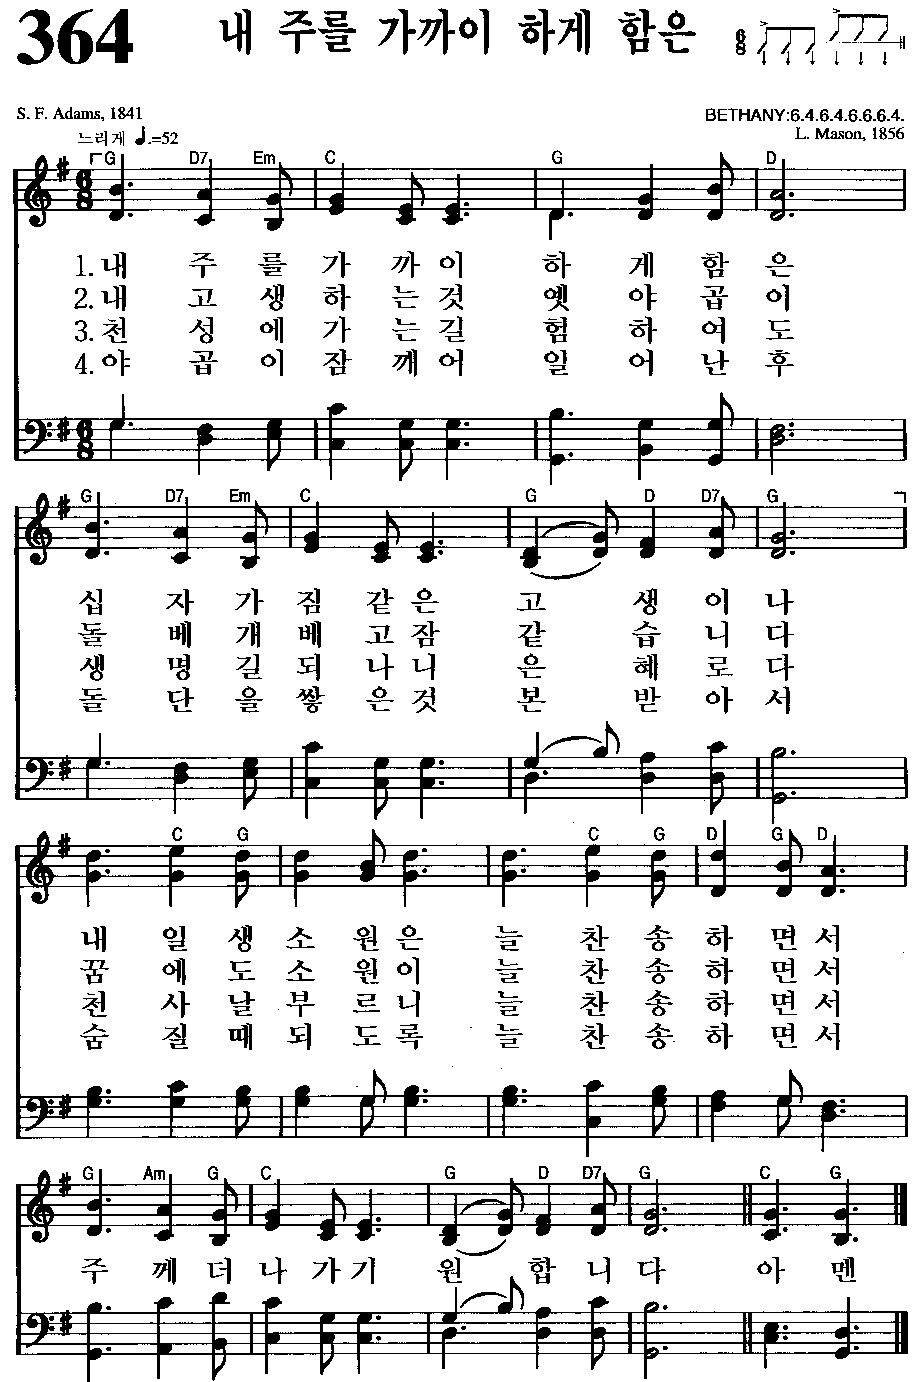 364 내 주를 가까이 하게 함은
S. F. Adams, 1841
BETHANY:6.4.6.4.6.6.6.4.
느리게 ♩.=52
L. Mason, 1856
G D7 Em C G D
6/8
1. 내 주 를 가 까 이 하 게 함 은
2. 내 고 생 하 는 것 옛 야 곱 이
3. 천 성 에 가 는 길 험 하 여 도
4. 야 곱 이 잠 깨 어 일 어 난 후
G D7 Em C G D D7 G
십 자 가 짐 같 은 고 생 이 나
돌 베 개 베 고 잠 같 습 니 다
생 명 길 되 나 니 은 혜 로 다
돌 단 을 쌓 은 것 본 받 아 서
C G C G D G D
내 일 생 소 원 은 늘 찬 송 하 면 서
꿈 에 도 소 원 이 늘 찬 송 하 면 서
천 사 날 부 르 니 늘 찬 송 하 면 서
숨 질 때 되 도 록 늘 찬 송 하 면 서
G Am G C G D D7 G C G
주 께 더 나 가 기 원 합 니 다 아 멘